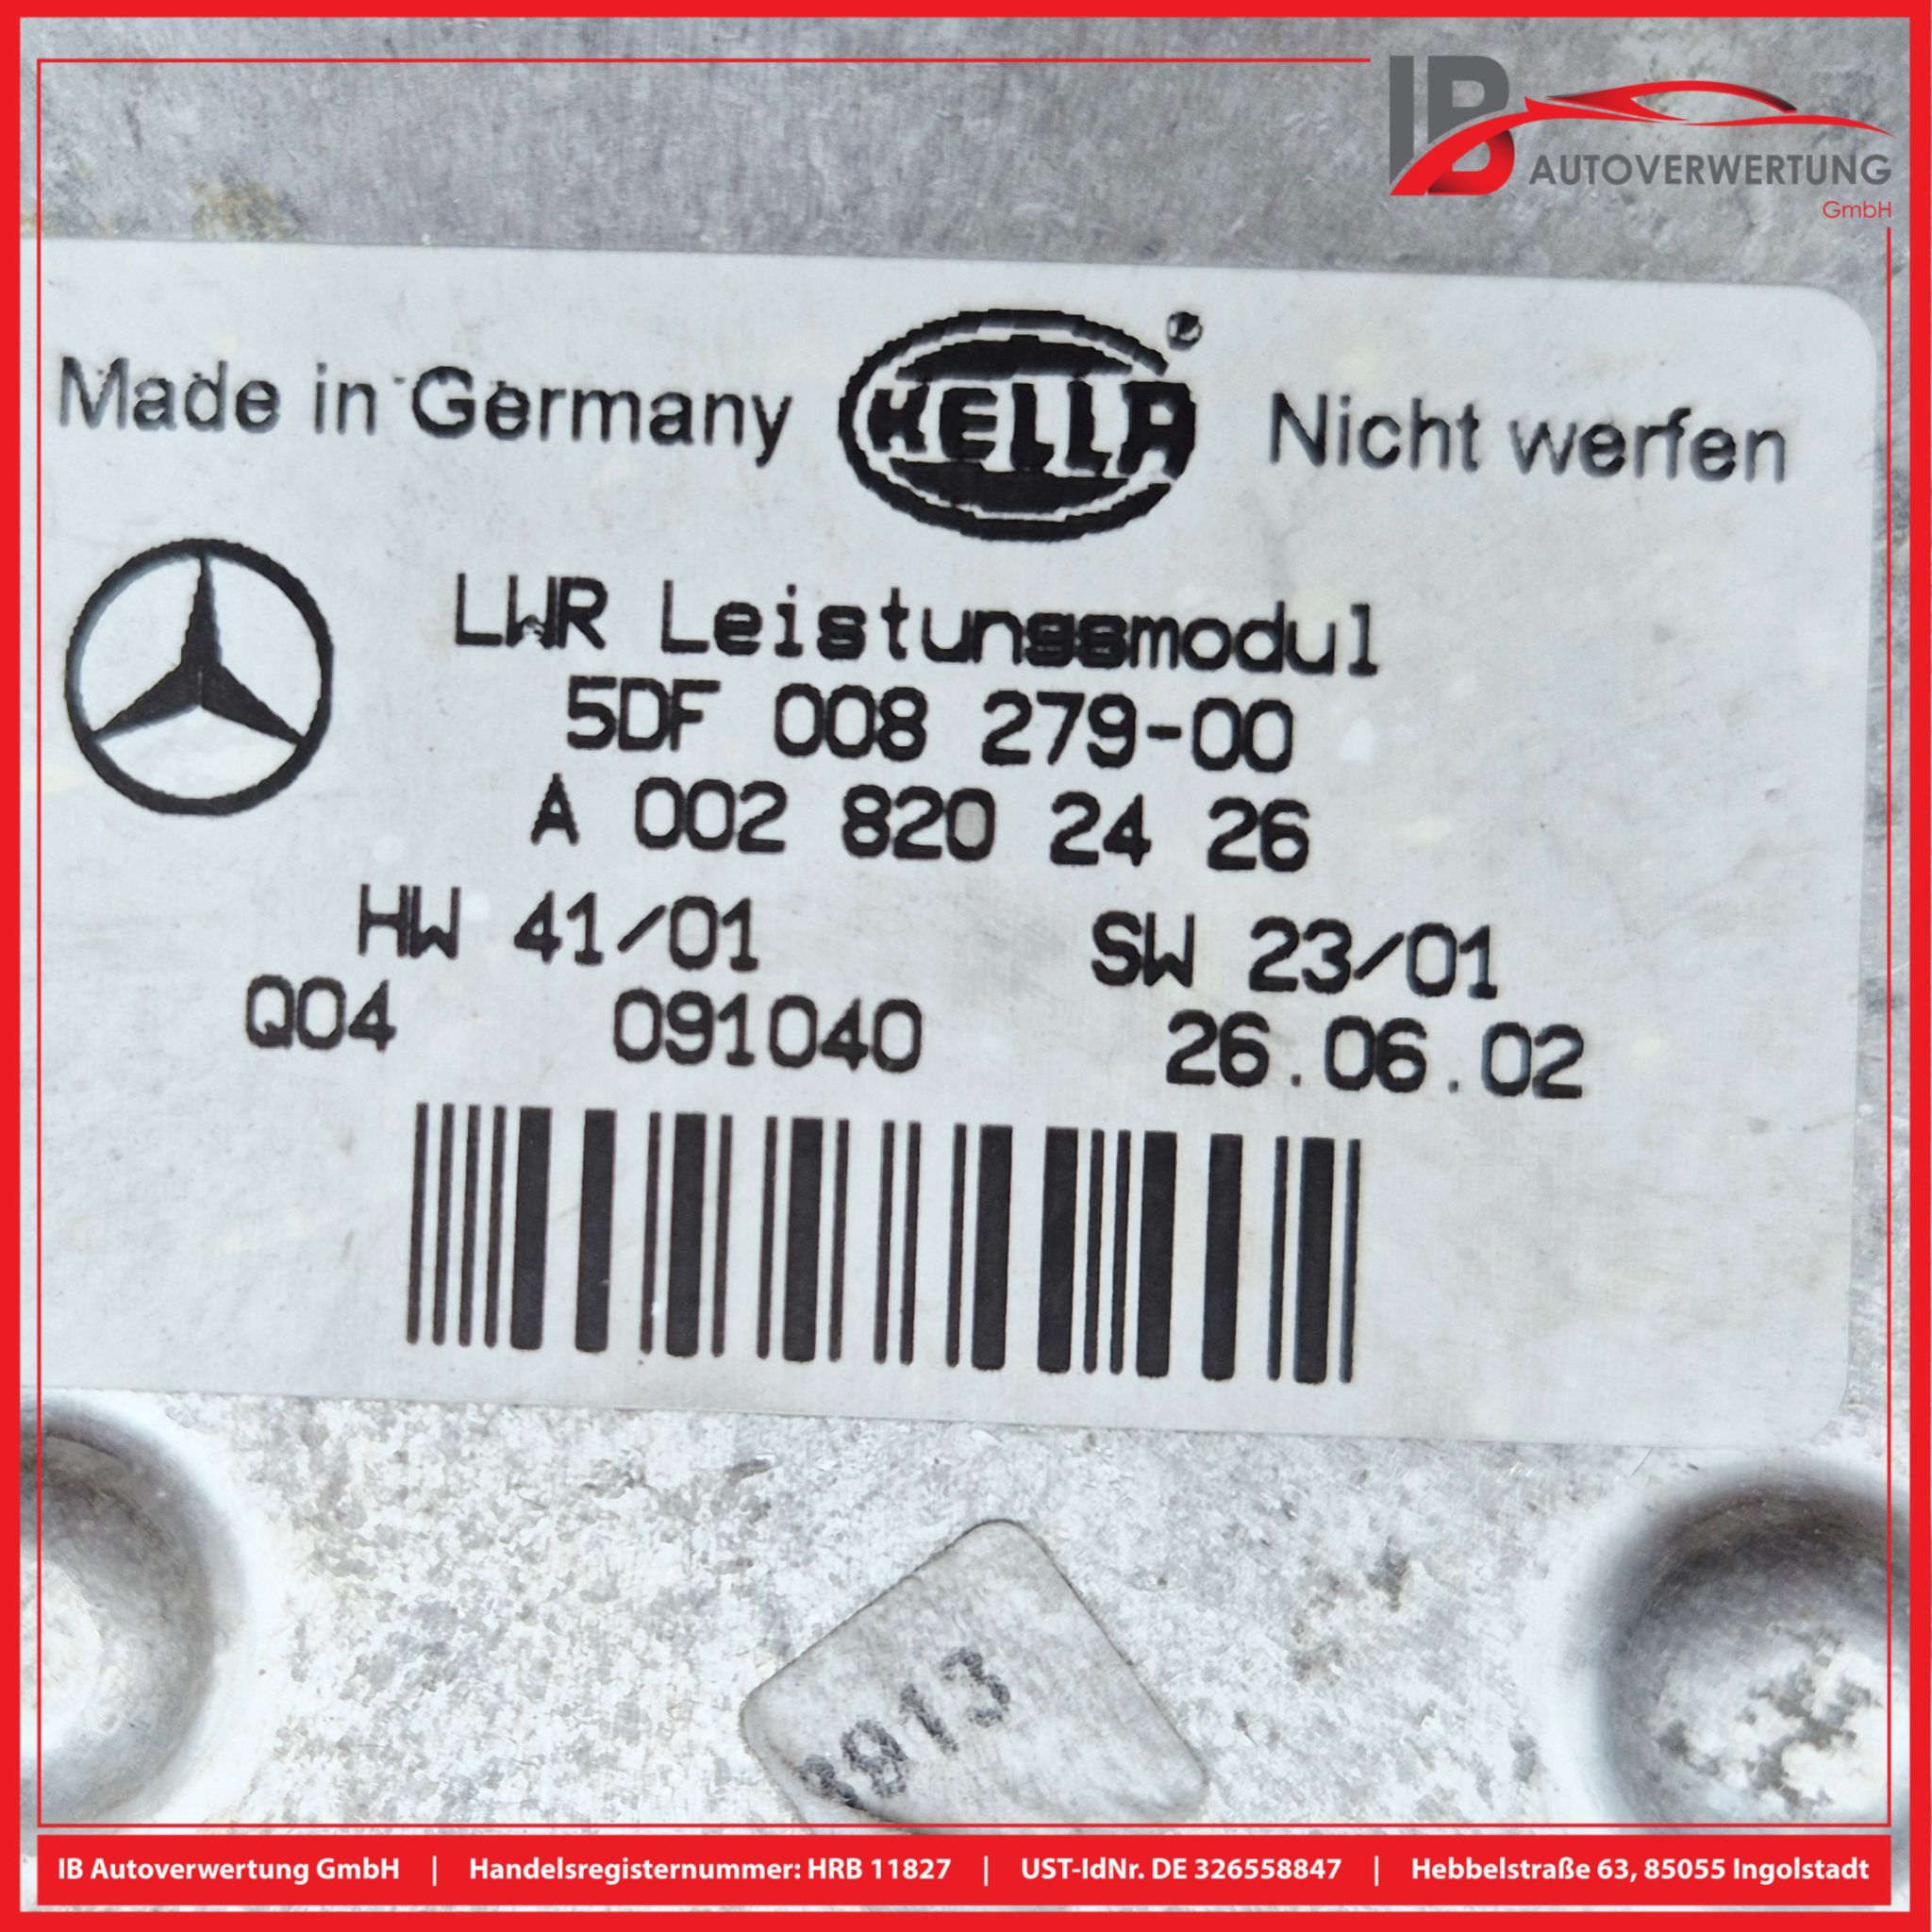 IB
AUTOVERWERTUNG
GmbH
Made in Germany HELLA® Nicht werfen
LWR Leistungsmodul
5DF 008 279-00
A 002 820 24 26
HW 41/01 SW 23/01
Q04 091040 26.06.02
3913
IB Autoverwertung GmbH | Handelsregisternummer: HRB 11827 | UST-IdNr. DE 326558847 | Hebbelstraße 63, 85055 Ingolstadt